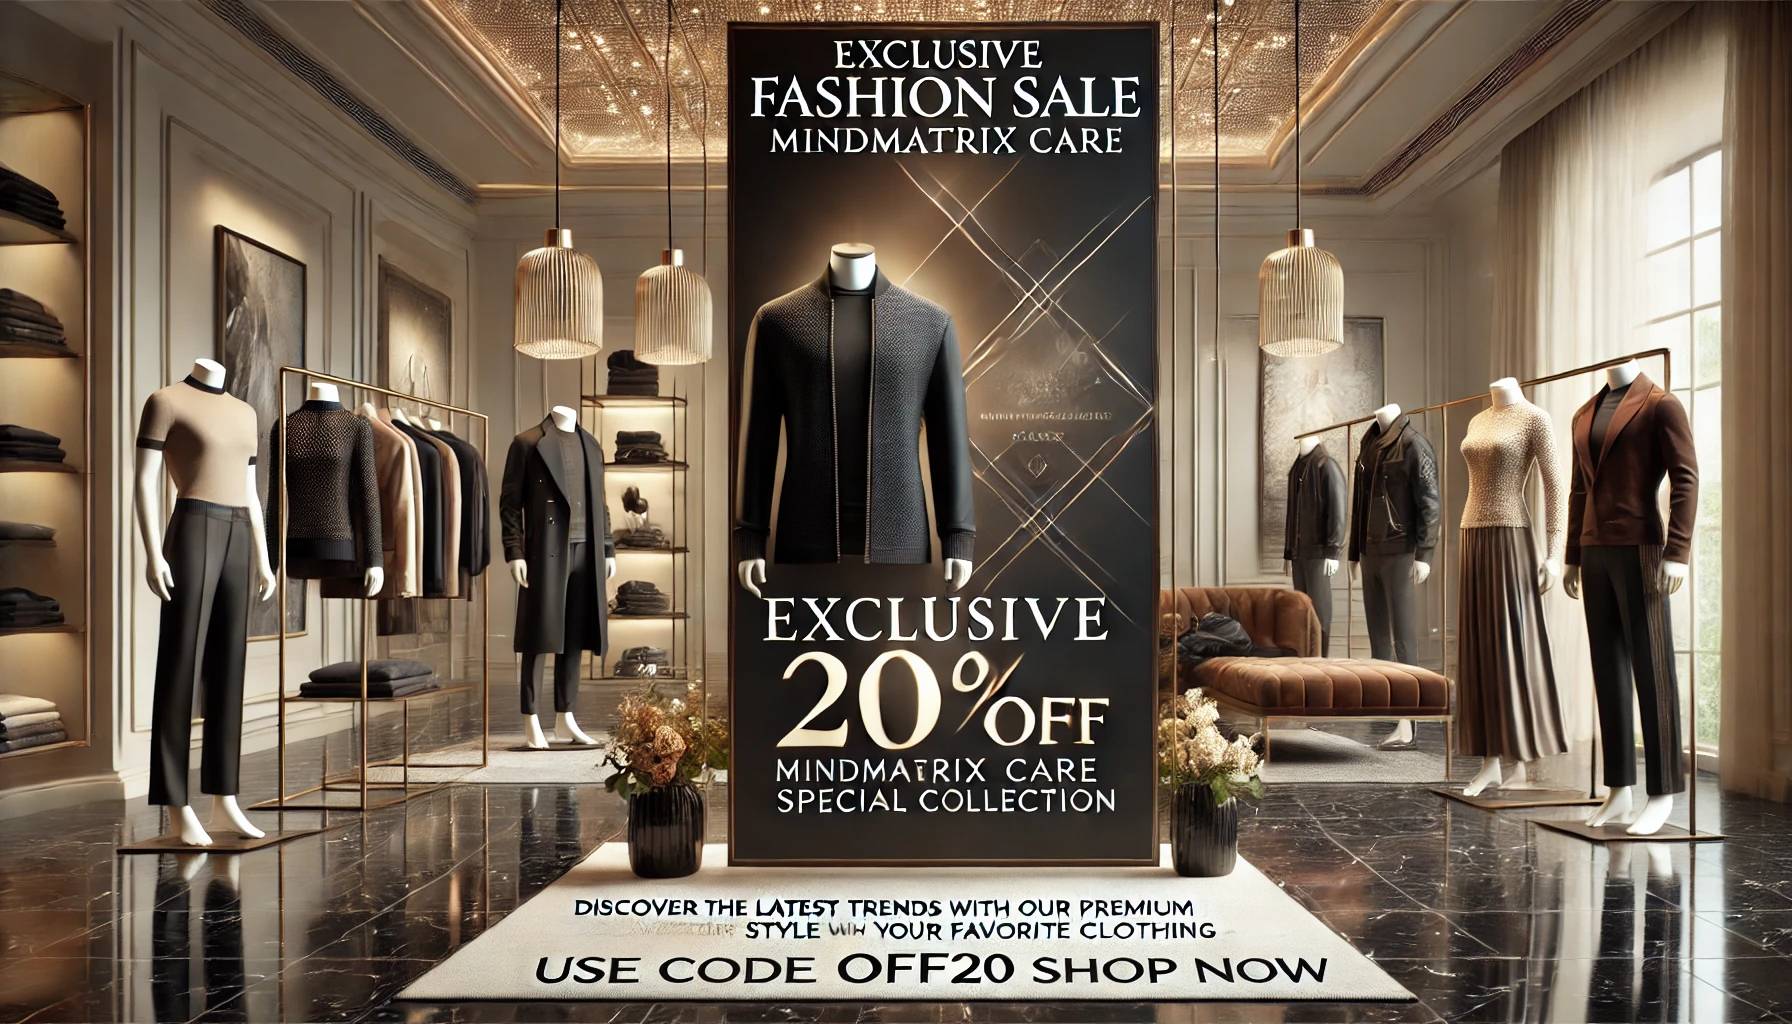 EXCLUSIVE
FASHION SALE
MINDMATRIX CARE
EXCLUSIVE
20% OFF
MINDMATRIX CARE
SPECIAL COLLECTION
DISCOVER THE LATEST TRENDS WITH OUR PREMIUM
STYLE YOUR FAVORITE CLOTHING
USE CODE OFF20 SHOP NOW